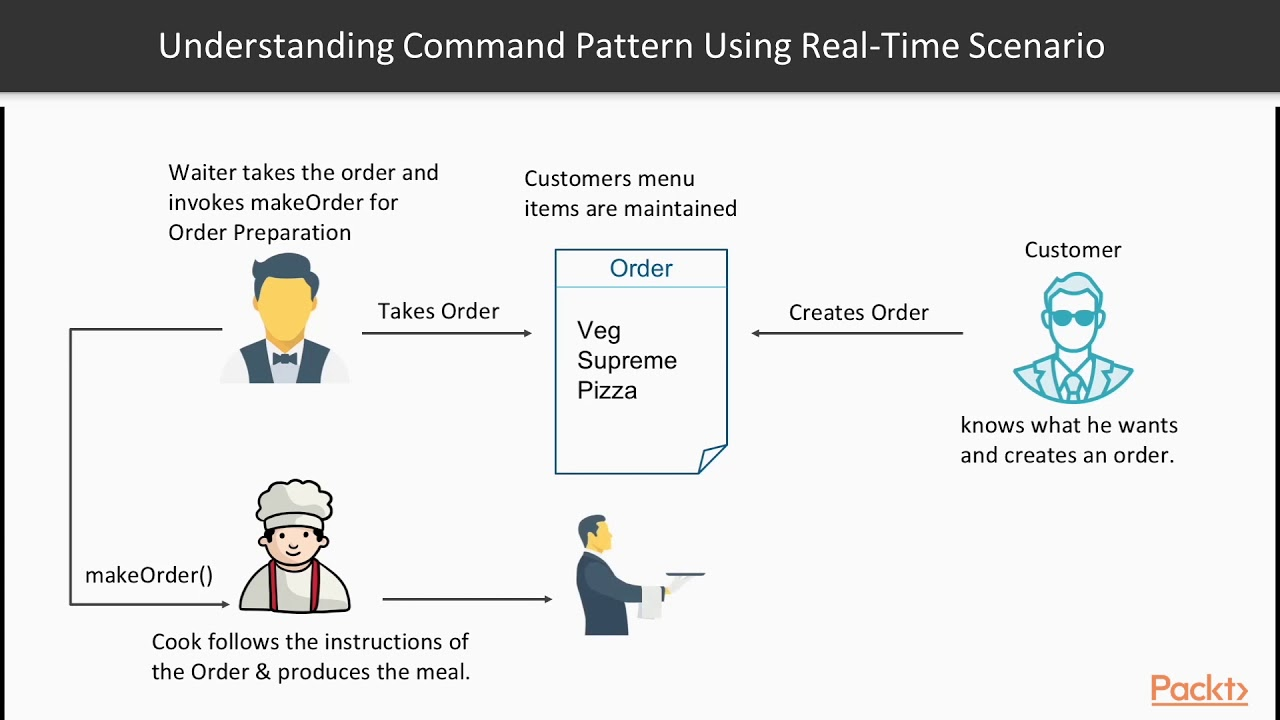 Understanding Command Pattern Using Real-Time Scenario
Waiter takes the order and
invokes makeOrder for
Order Preparation
Customers menu
items are maintained
Customer
Takes Order
Order
Veg
Supreme
Pizza
Creates Order
knows what he wants
and creates an order.
makeOrder()
Cook follows the instructions of
the Order & produces the meal.
Packt>